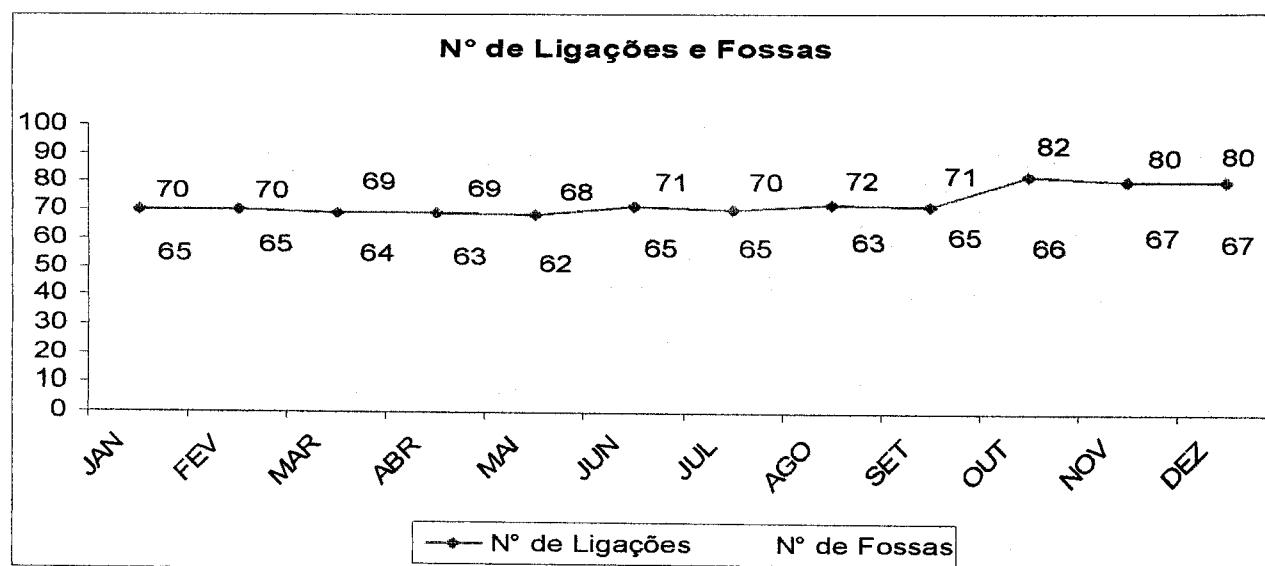 N° de Ligações e Fossas
100
90
80
70
60
50
40
30
20
10
0
70 70 69 69 68 71 70 72 71 82 80 80
65 65 64 63 62 65 65 63 65 66 67 67
JAN FEV MAR ABR MAI JUN JUL AGO SET OUT NOV DEZ
N° de Ligações N° de Fossas